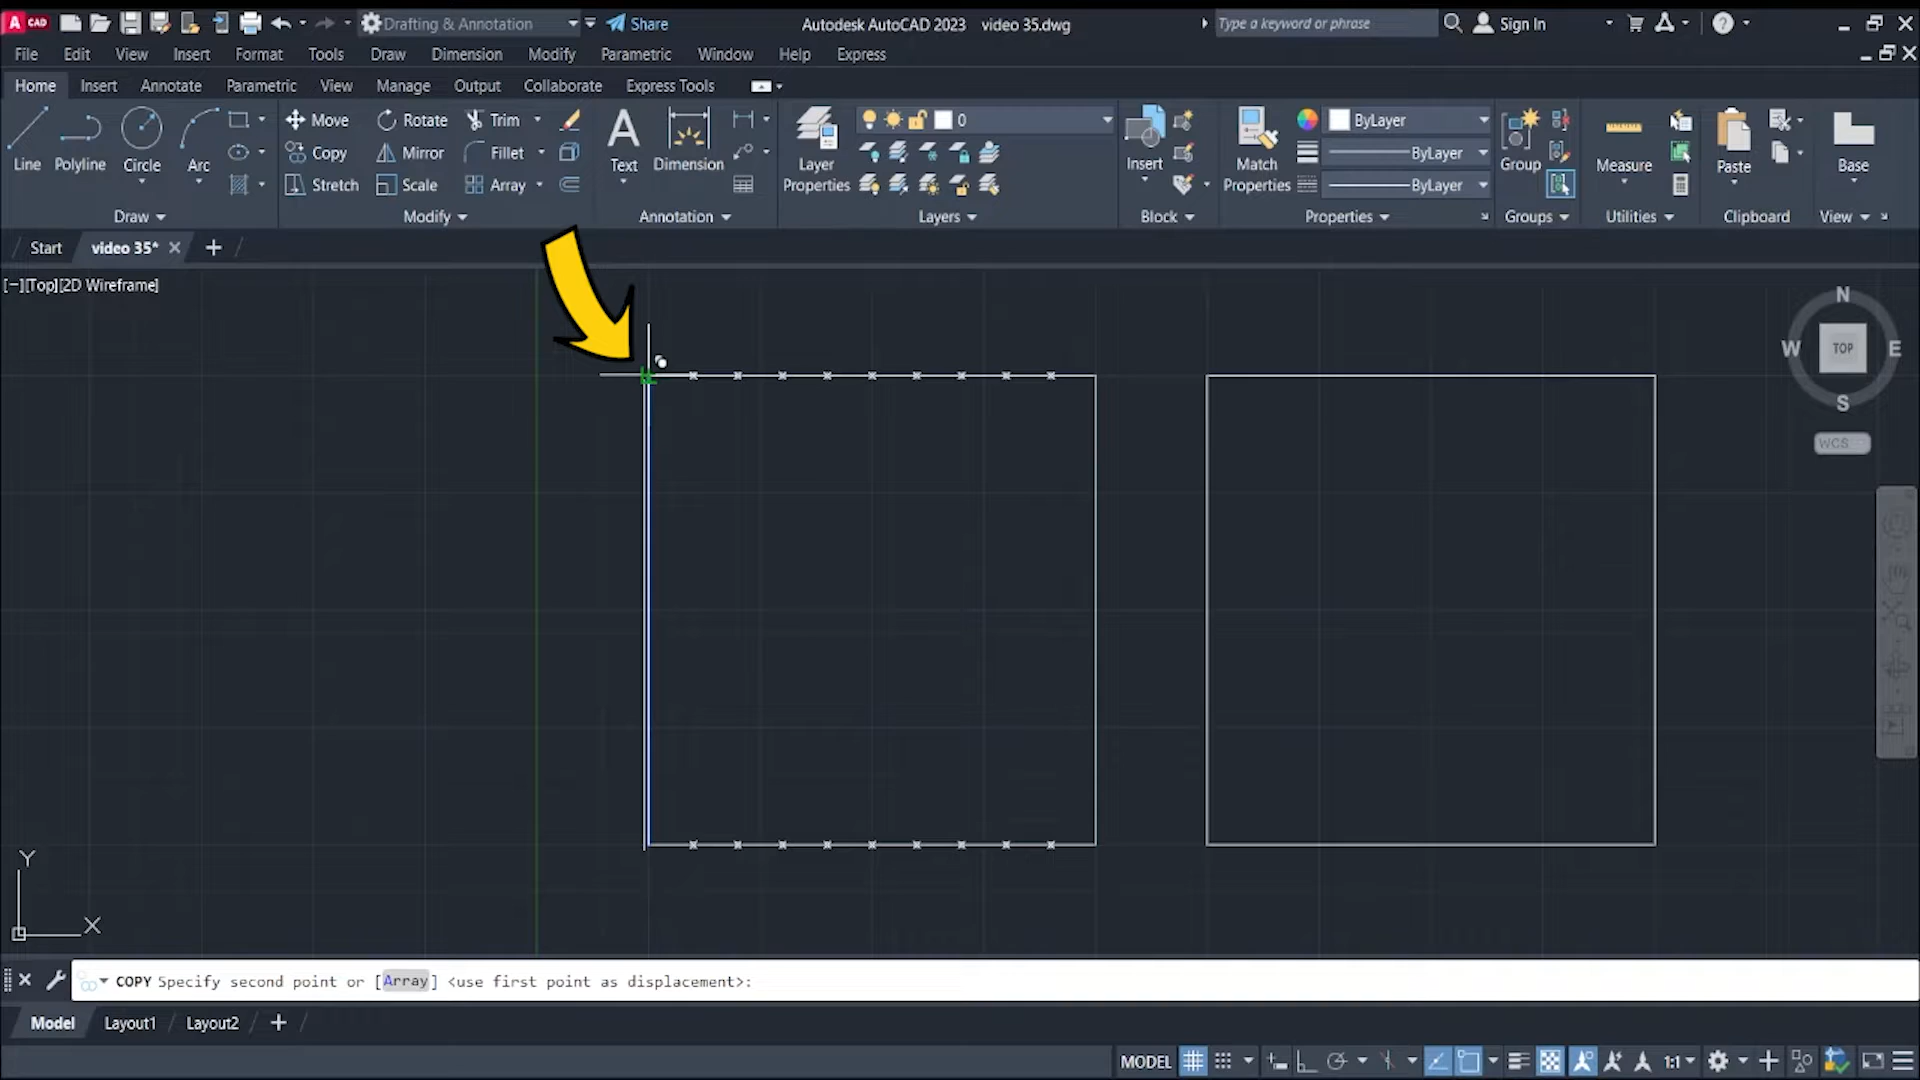 A CAD
Drafting & Annotation
Share
Autodesk AutoCAD 2023 video 35.dwg
Type a keyword or phrase
Sign In
?
File Edit View Insert Format Tools Draw Dimension Modify Parametric Window Help Express
Home Insert Annotate Parametric View Manage Output Collaborate Express Tools
Line Polyline Circle Arc
Move Rotate Trim
Copy Mirror Fillet
Stretch Scale Array
A
Text Dimension
Layer
Properties
0
Insert
Match
Properties
ByLayer
ByLayer
ByLayer
Group
Measure
Paste
Base
Draw Modify Annotation Layers Block Properties Groups Utilities Clipboard View
Start video 35* +
[−][Top][2D Wireframe]
N
W TOP E
S
WCS
Y
X
COPY Specify second point or [Array] <use first point as displacement>:
Model Layout1 Layout2 +
MODEL 1:1